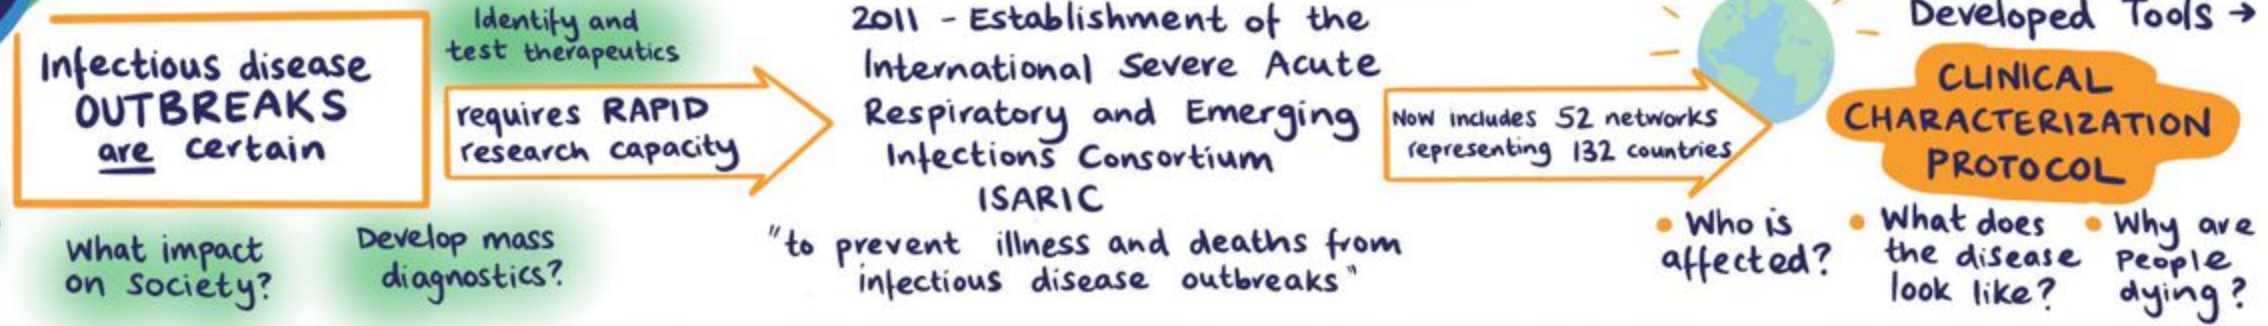 Infectious disease
OUTBREAKS
are certain
Identify and
test therapeutics
requires RAPID
research capacity
What impact
on Society?
Develop mass
diagnostics?
2011 - Establishment of the
International Severe Acute
Respiratory and Emerging
Infections Consortium
ISARIC
"to prevent illness and deaths from
infectious disease outbreaks"
Now includes 52 networks
representing 132 countries
Developed Tools →
CLINICAL
CHARACTERIZATION
PROTOCOL
• Who is
affected?
• What does
the disease
look like?
• Why are
People
dying?